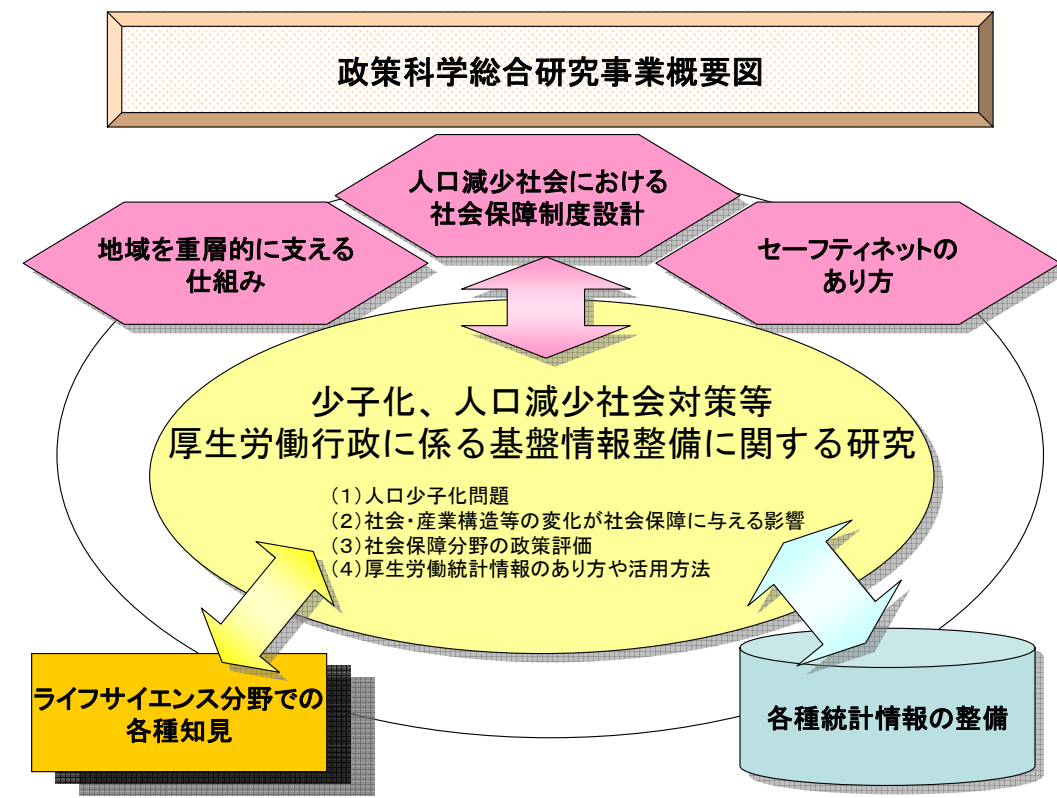 政策科学総合研究事業概要図
人口減少社会における
社会保障制度設計
地域を重層的に支える
仕組み
セーフティネットの
あり方
少子化、人口減少社会対策等
厚生労働行政に係る基盤情報整備に関する研究
(1)人口少子化問題
(2)社会・産業構造等の変化が社会保障に与える影響
(3)社会保障分野の政策評価
(4)厚生労働統計情報のあり方や活用方法
ライフサイエンス分野での
各種知見
各種統計情報の整備